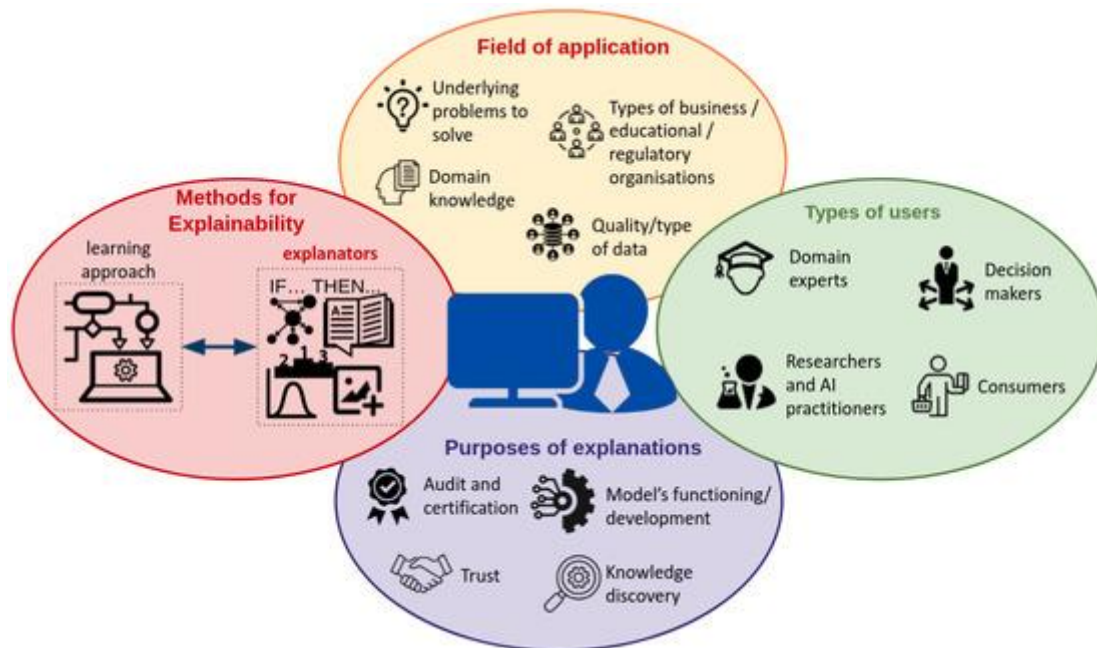 Field of application
Underlying
problems to
solve
Types of business /
educational /
regulatory
organisations
Domain
knowledge
Quality/type
of data
Methods for
Explainability
learning
approach
explanators
IF... THEN...
A
2 1 3
Types of users
Domain
experts
Decision
makers
Researchers
and AI
practitioners
Consumers
Purposes of explanations
Audit and
certification
Model's functioning/
development
Trust
Knowledge
discovery